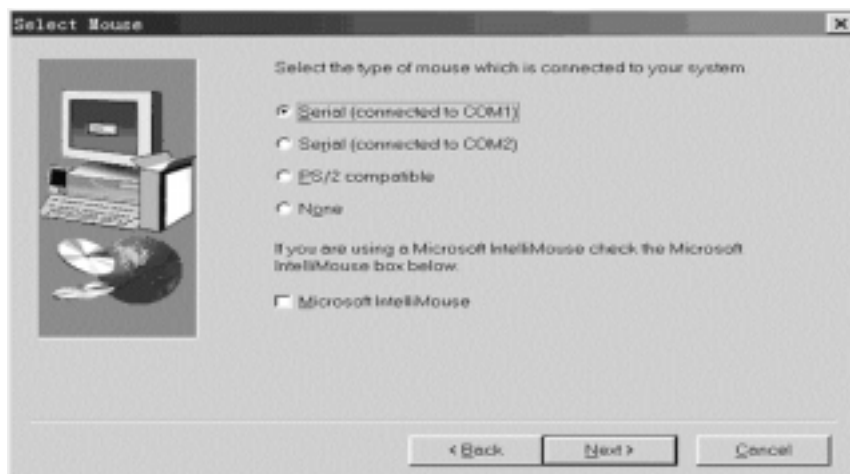 Select Mouse
Select the type of mouse which is connected to your system
Serial (connected to COM1)
Serial (connected to COM2)
PS/2 compatible
None
If you are using a Microsoft IntelliMouse check the Microsoft
IntelliMouse box below.
Microsoft IntelliMouse
< Back
Next >
Cancel